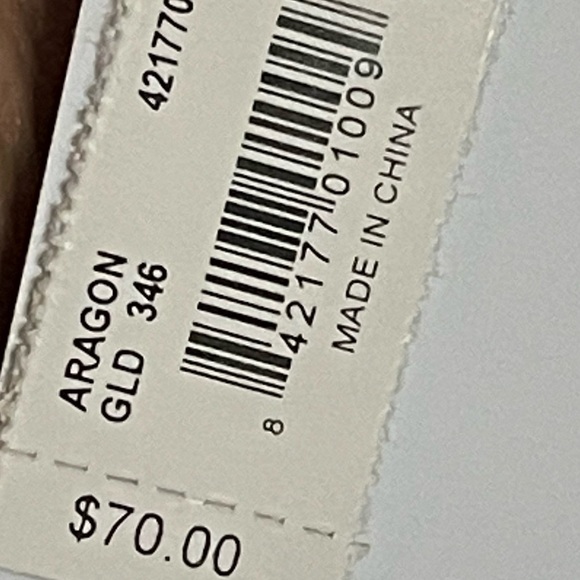 421770
ARAGON
GLD 346
8 42177 01009
MADE IN CHINA
$70.00